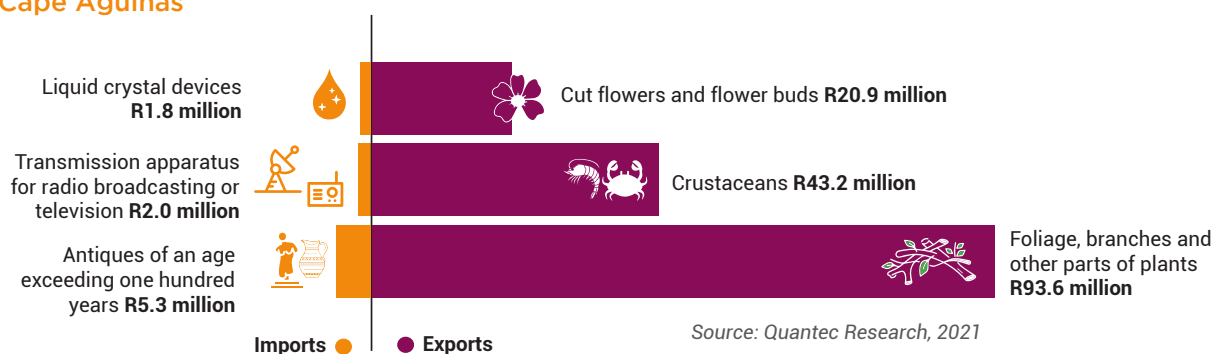 Cape Agulhas
Liquid crystal devices
R1.8 million
Cut flowers and flower buds R20.9 million
Transmission apparatus
for radio broadcasting or
television R2.0 million
Crustaceans R43.2 million
Antiques of an age
exceeding one hundred
years R5.3 million
Foliage, branches and
other parts of plants
R93.6 million
Source: Quantec Research, 2021
Imports
Exports